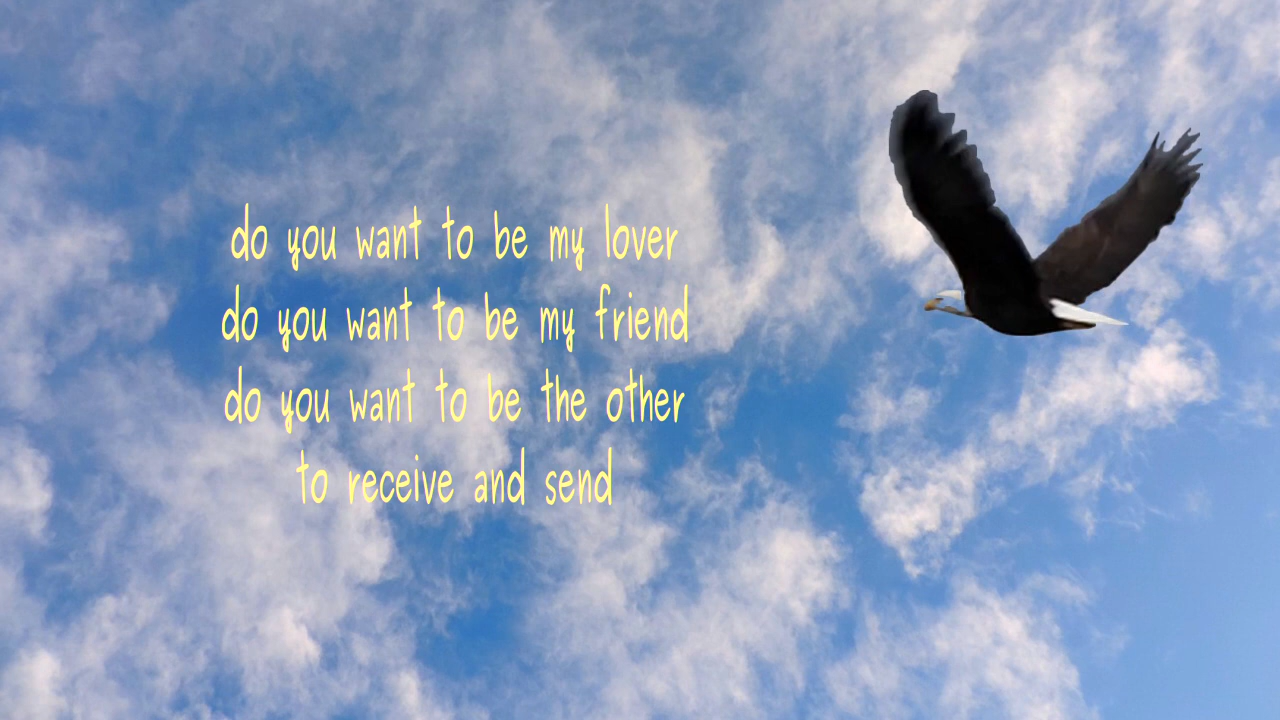 do you want to be my lover
do you want to be my friend
do you want to be the other
to receive and send